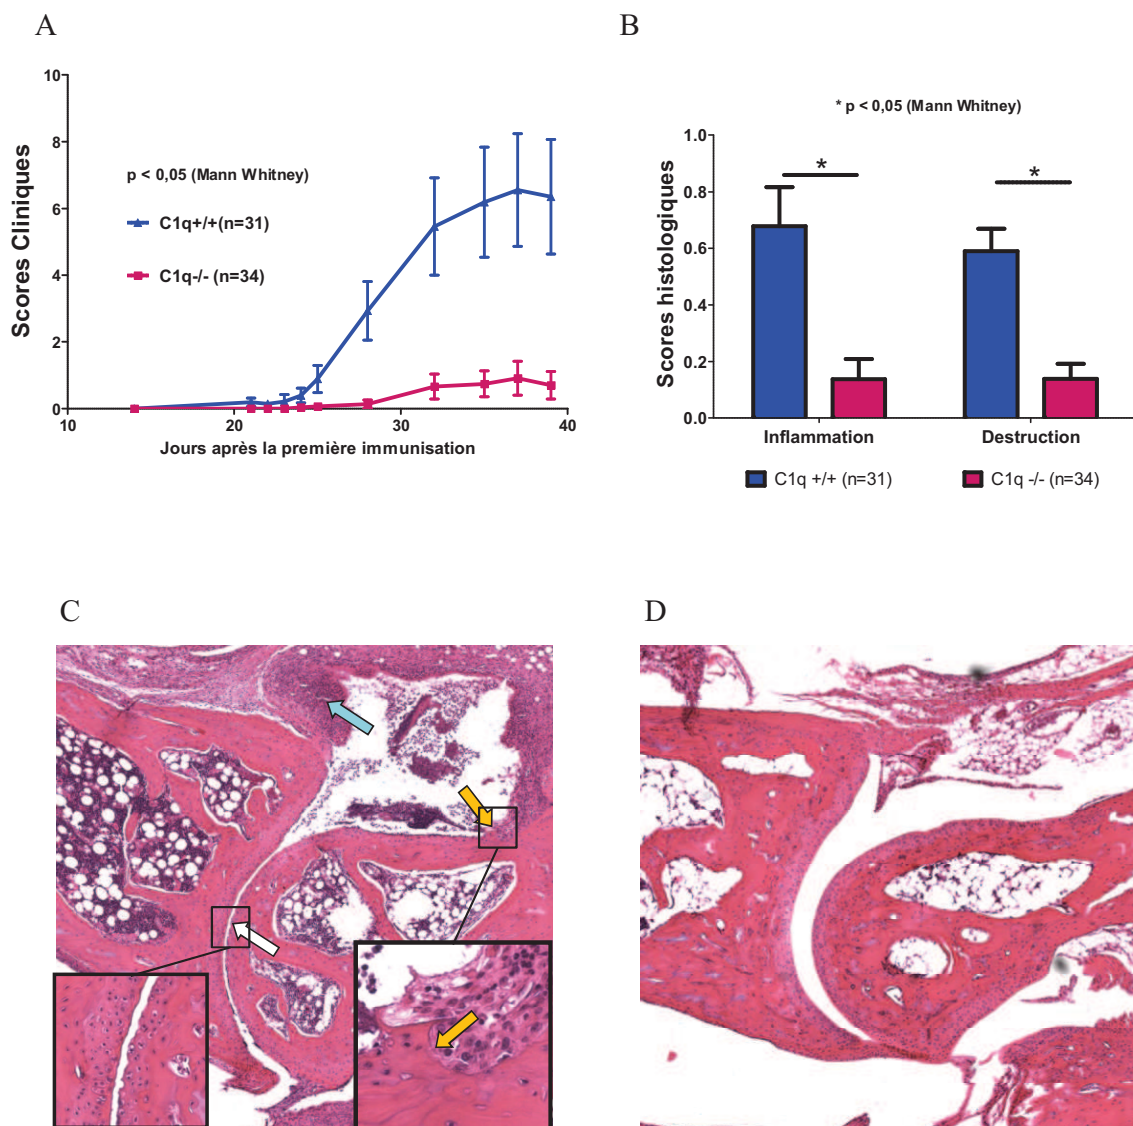 A
Scores Cliniques
10
8
6
4
2
0
p < 0,05 (Mann Whitney)
C1q+/+(n=31)
C1q-/- (n=34)
10
20
30
40
Jours après la première immunisation
B
* p < 0,05 (Mann Whitney)
Scores histologiques
1.0
0.8
0.6
0.4
0.2
0.0
*
*
Inflammation
Destruction
C1q +/+ (n=31)
C1q -/- (n=34)
C
D